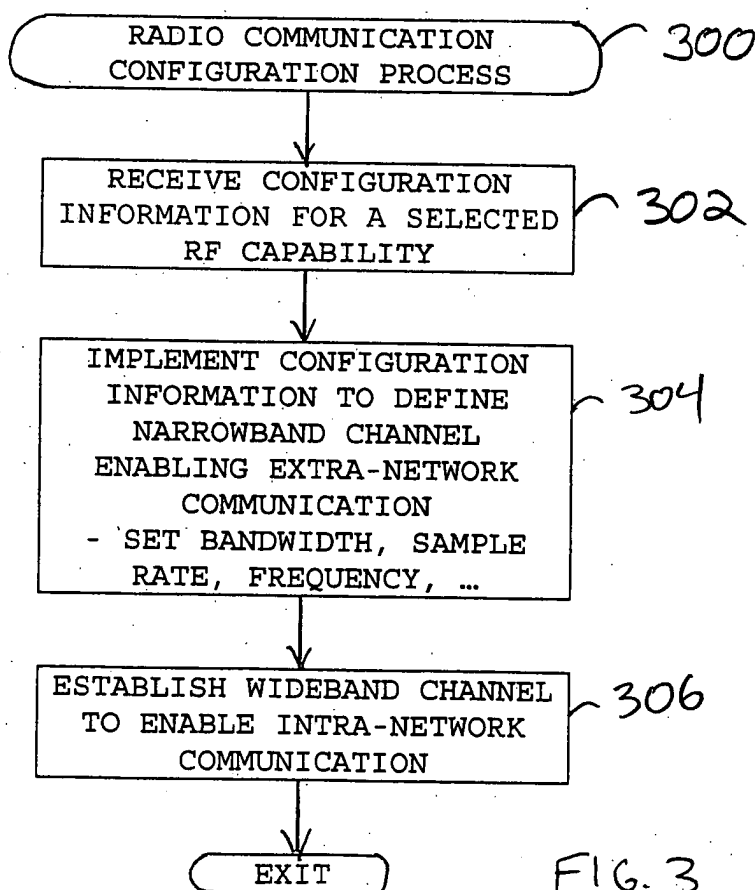 RADIO COMMUNICATION
CONFIGURATION PROCESS
300
RECEIVE CONFIGURATION
INFORMATION FOR A SELECTED
RF CAPABILITY
302
IMPLEMENT CONFIGURATION
INFORMATION TO DEFINE
NARROWBAND CHANNEL
ENABLING EXTRA-NETWORK
COMMUNICATION
- SET BANDWIDTH, SAMPLE
RATE, FREQUENCY, …
304
ESTABLISH WIDEBAND CHANNEL
TO ENABLE INTRA-NETWORK
COMMUNICATION
306
EXIT
FIG. 3